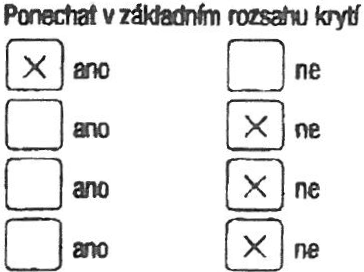 Ponechat v základním rozsahu krytí
☒ ano ☐ ne
☐ ano ☒ ne
☐ ano ☒ ne
☐ ano ☒ ne